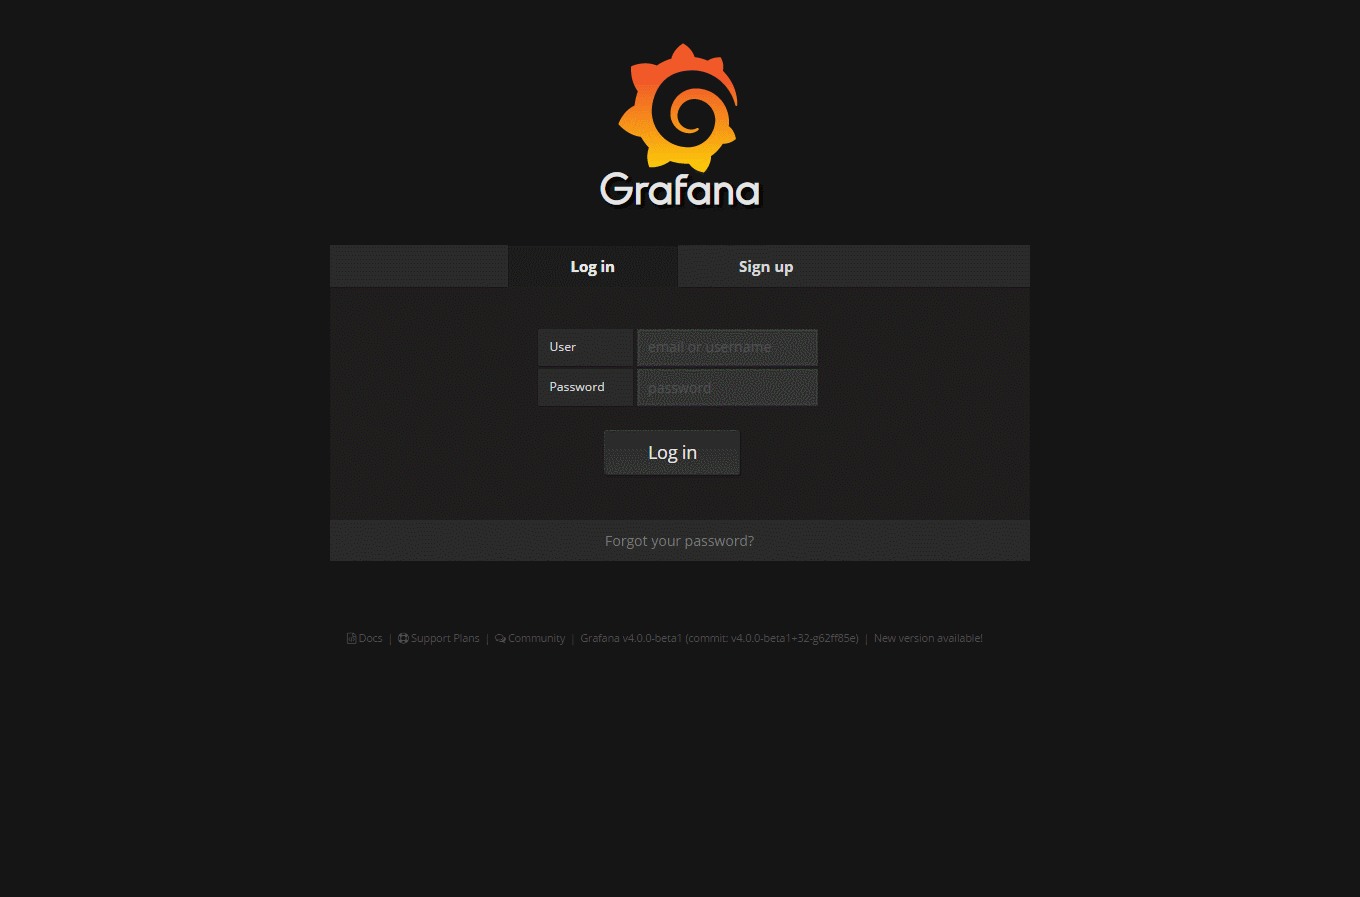 Grafana
Log in Sign up
User email or username
Password password
Log in
Forgot your password?
Docs | Support Plans | Community | Grafana v4.0.0-beta1 (commit: v4.0.0-beta1+32-g62ff85e) | New version available!